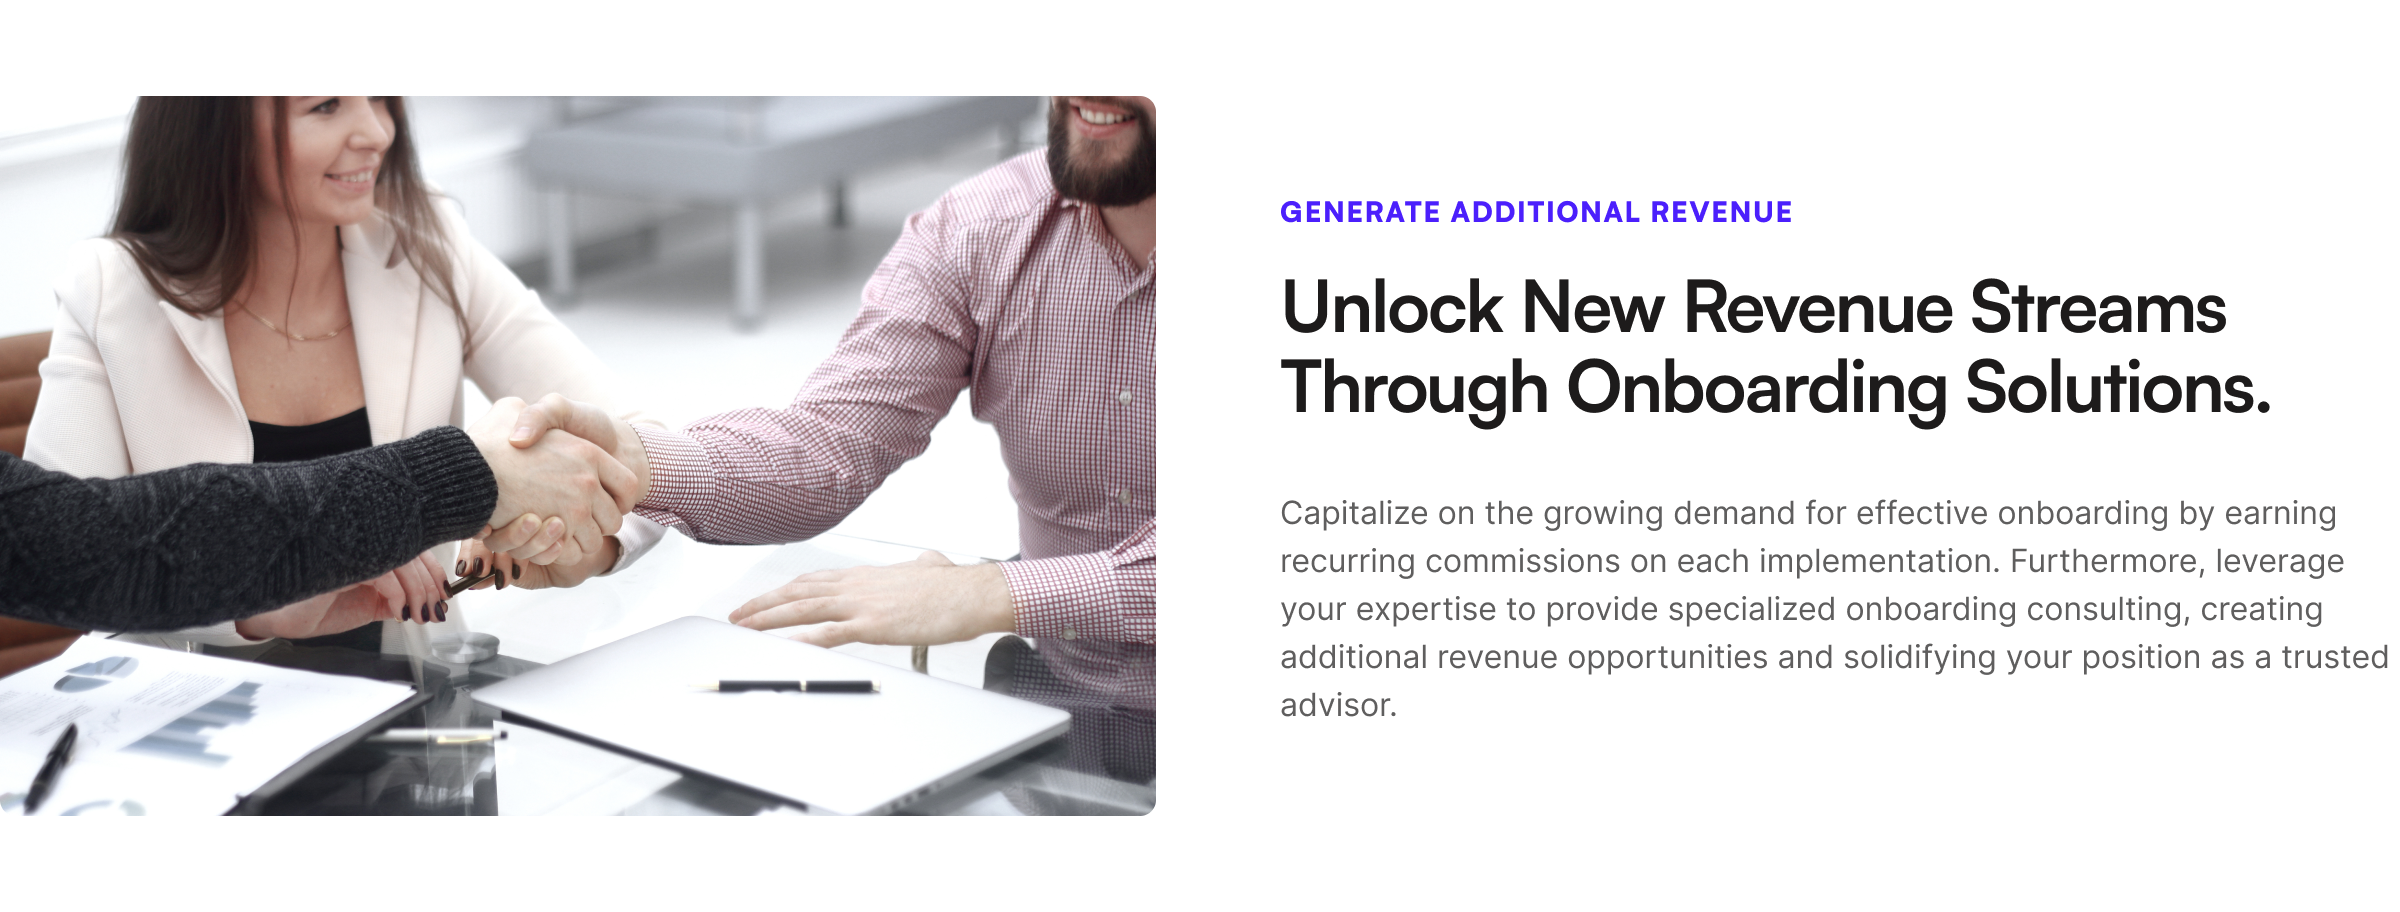 GENERATE ADDITIONAL REVENUE
Unlock New Revenue Streams
Through Onboarding Solutions.
Capitalize on the growing demand for effective onboarding by earning
recurring commissions on each implementation. Furthermore, leverage
your expertise to provide specialized onboarding consulting, creating
additional revenue opportunities and solidifying your position as a trusted
advisor.